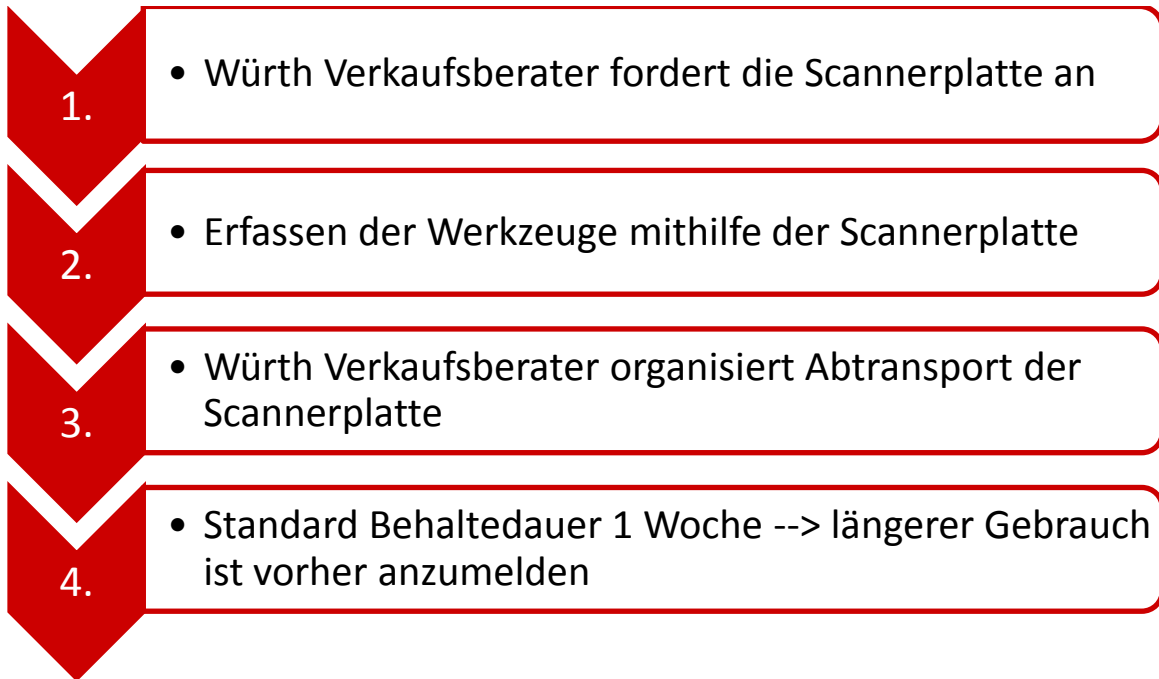 1.
• Würth Verkaufsberater fordert die Scannerplatte an
2.
• Erfassen der Werkzeuge mithilfe der Scannerplatte
3.
• Würth Verkaufsberater organisiert Abtransport der
Scannerplatte
4.
• Standard Behaltedauer 1 Woche --> längerer Gebrauch
ist vorher anzumelden